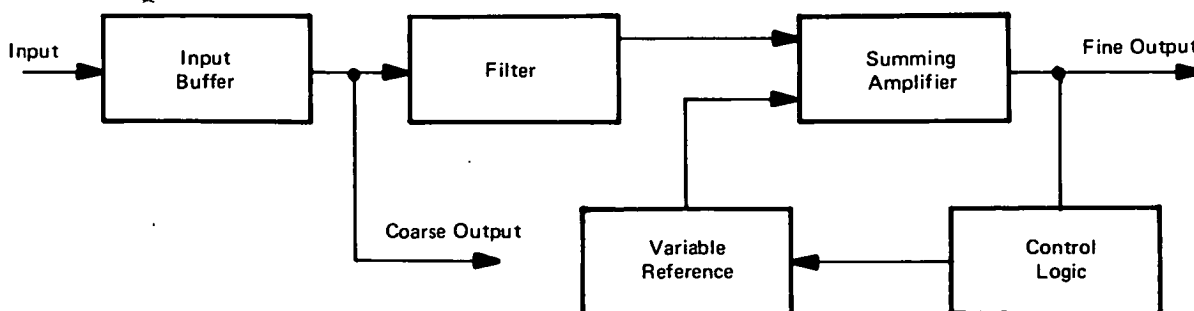 Input
Input
Buffer
Filter
Summing
Amplifier
Fine Output
Coarse Output
Variable
Reference
Control
Logic